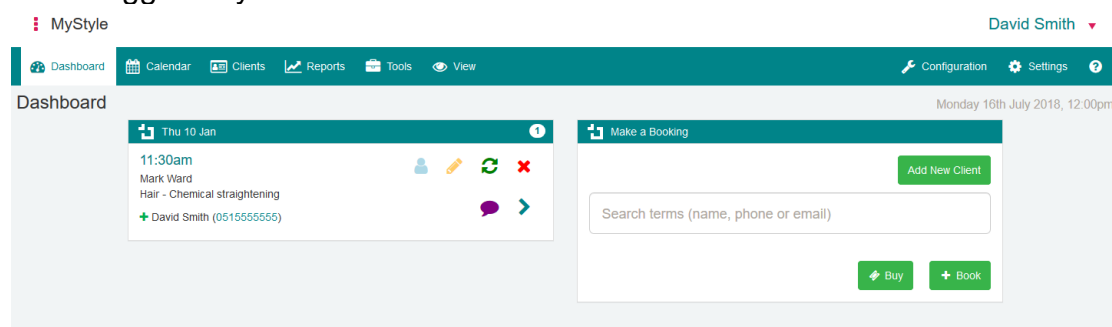 MyStyle
David Smith
Dashboard Calendar Clients Reports Tools View Configuration Settings ?
Dashboard
Monday 16th July 2018, 12:00pm
Thu 10 Jan 1
11:30am
Mark Ward
Hair - Chemical straightening
+ David Smith (0515555555)
Make a Booking
Add New Client
Search terms (name, phone or email)
Buy
+ Book